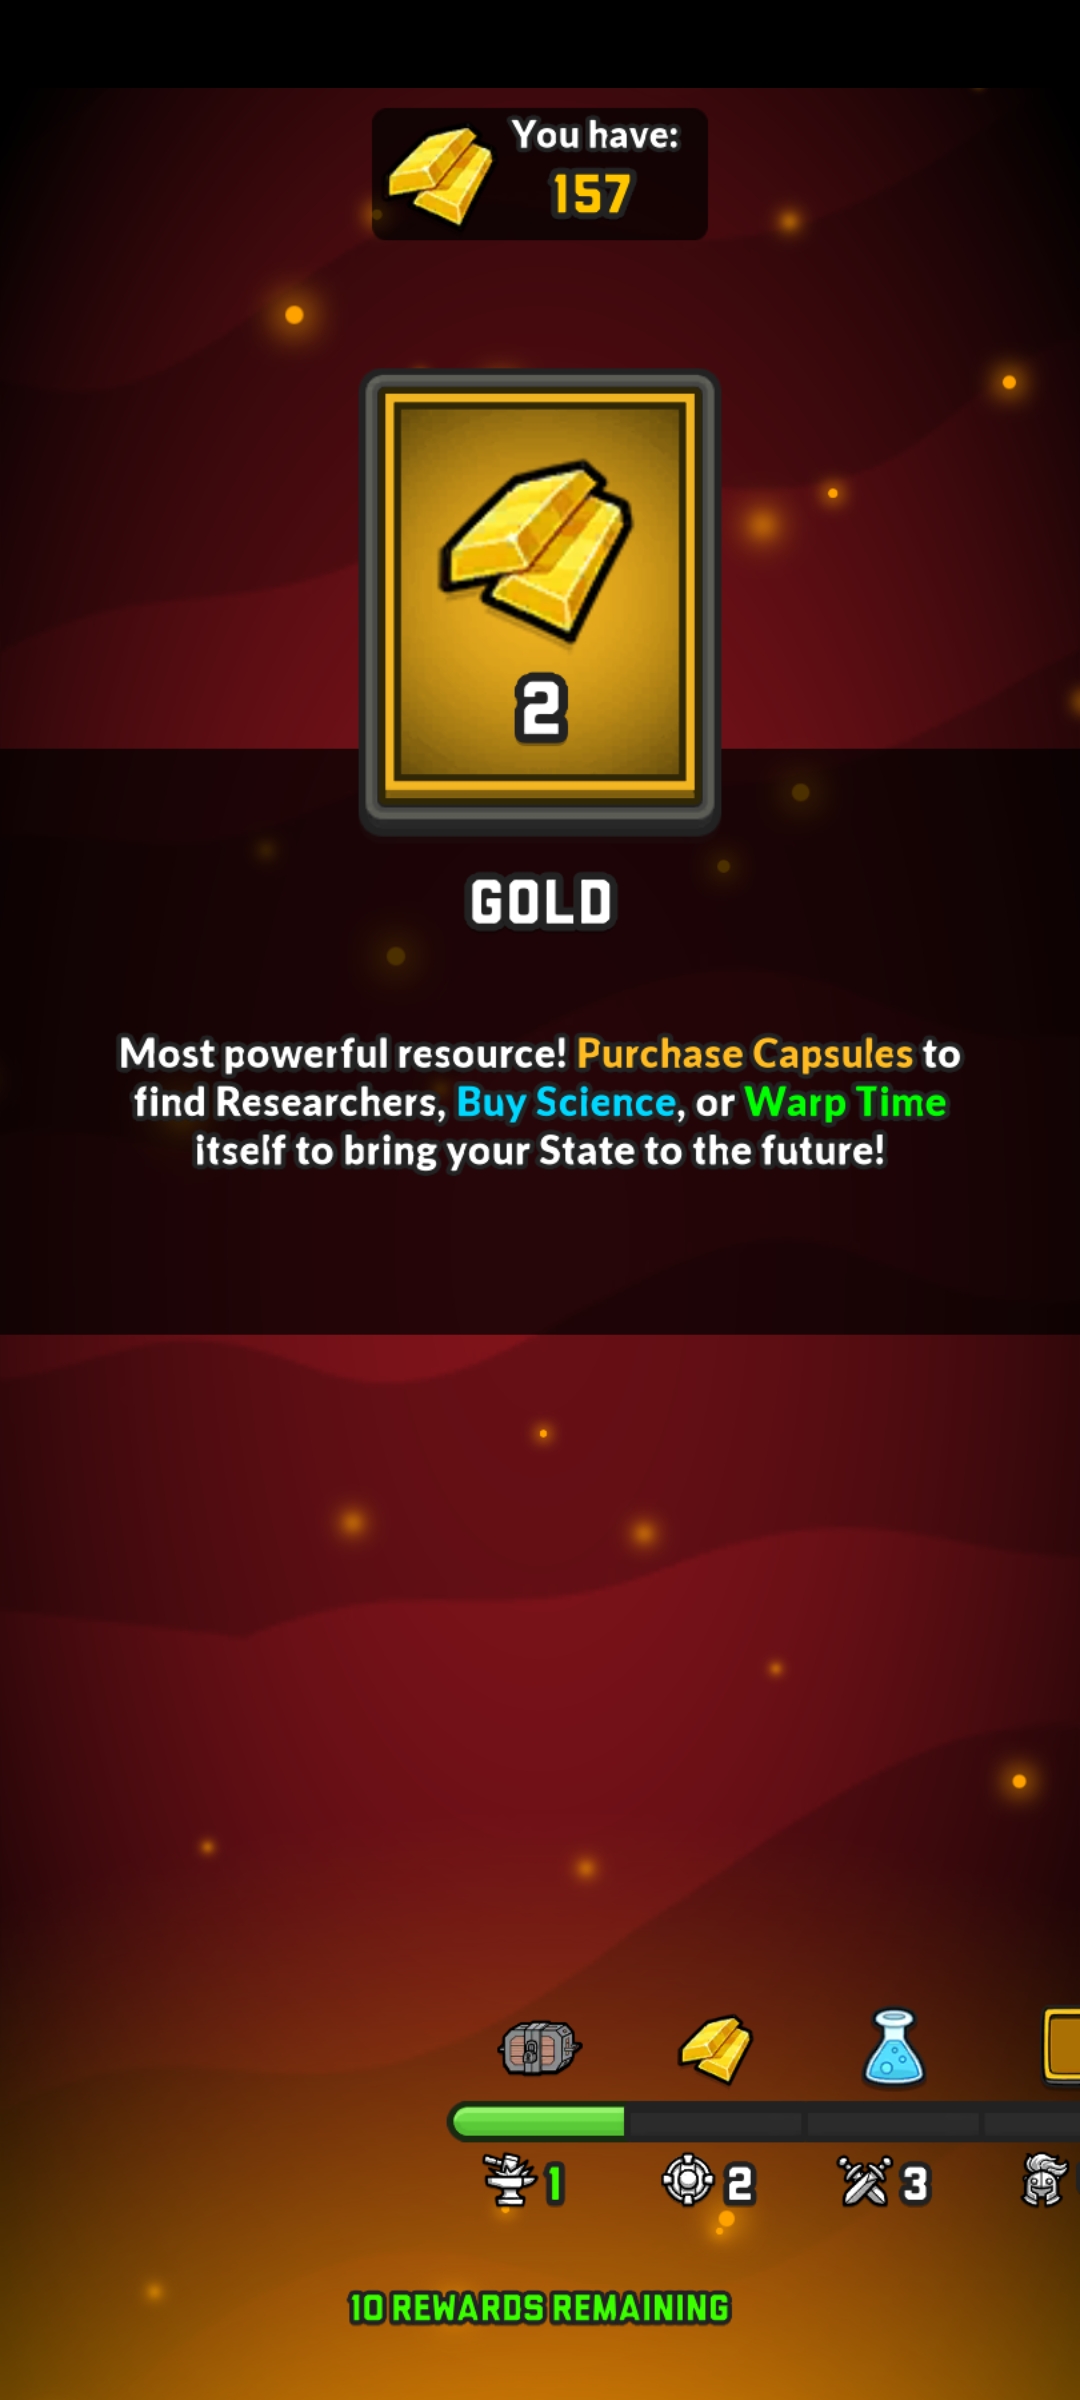 You have:
157
2
GOLD
Most powerful resource! Purchase Capsules to
find Researchers, Buy Science, or Warp Time
itself to bring your State to the future!
1 2 3
10 REWARDS REMAINING